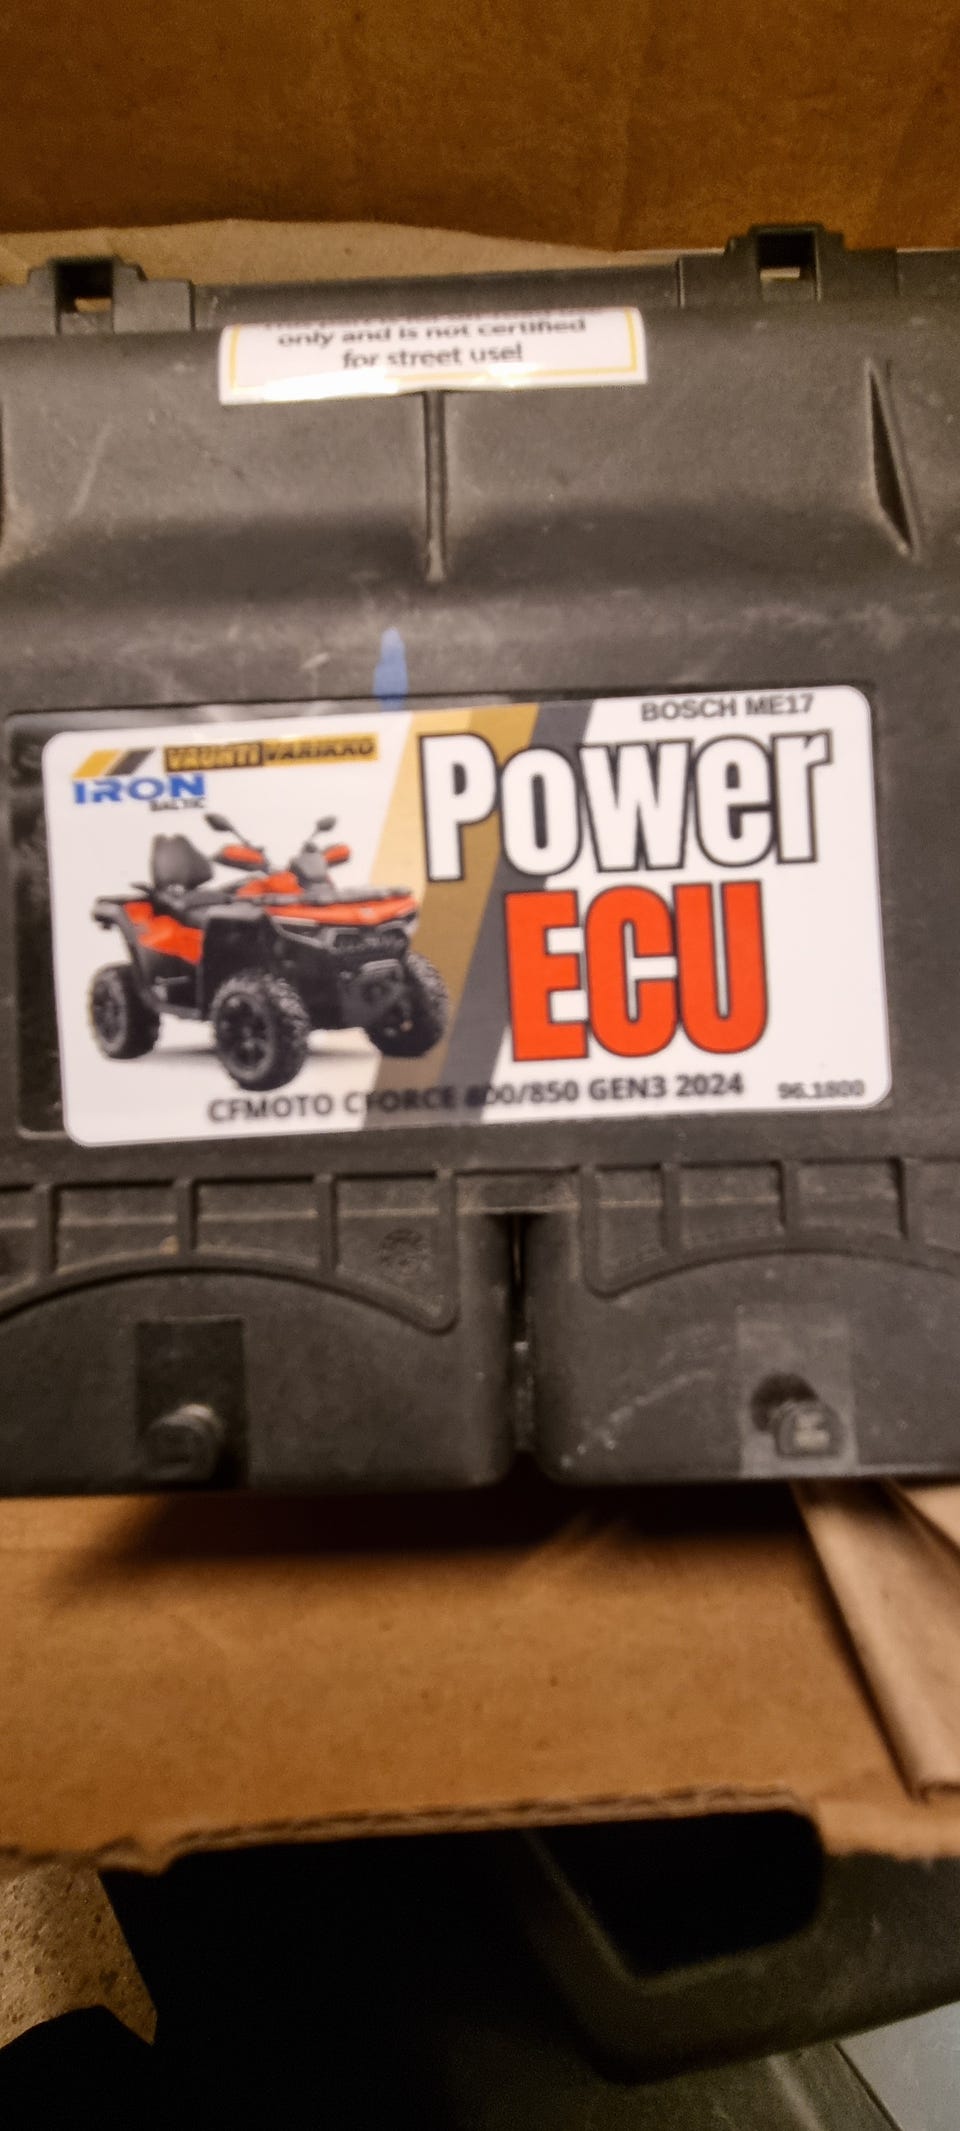 only and is not certified
for street use!
BOSCH ME17
VAUHTIVARIKKO
IRON
BALTIC
Power
ECU
CFMOTO CFORCE 800/850 GEN3 2024
96.1800